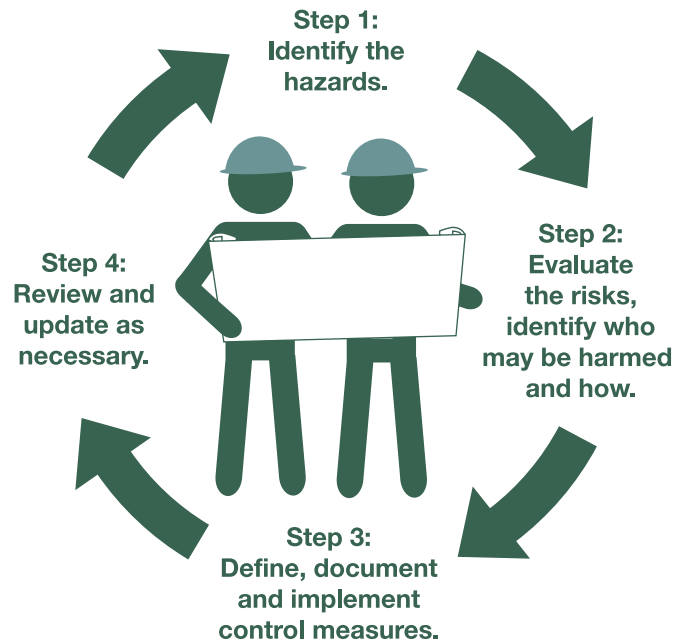 Step 1:
Identify the
hazards.
Step 2:
Evaluate
the risks,
identify who
may be harmed
and how.
Step 3:
Define, document
and implement
control measures.
Step 4:
Review and
update as
necessary.